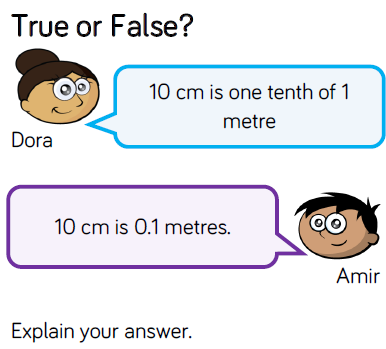 True or False?
10 cm is one tenth of 1
metre
Dora
10 cm is 0.1 metres.
Amir
Explain your answer.